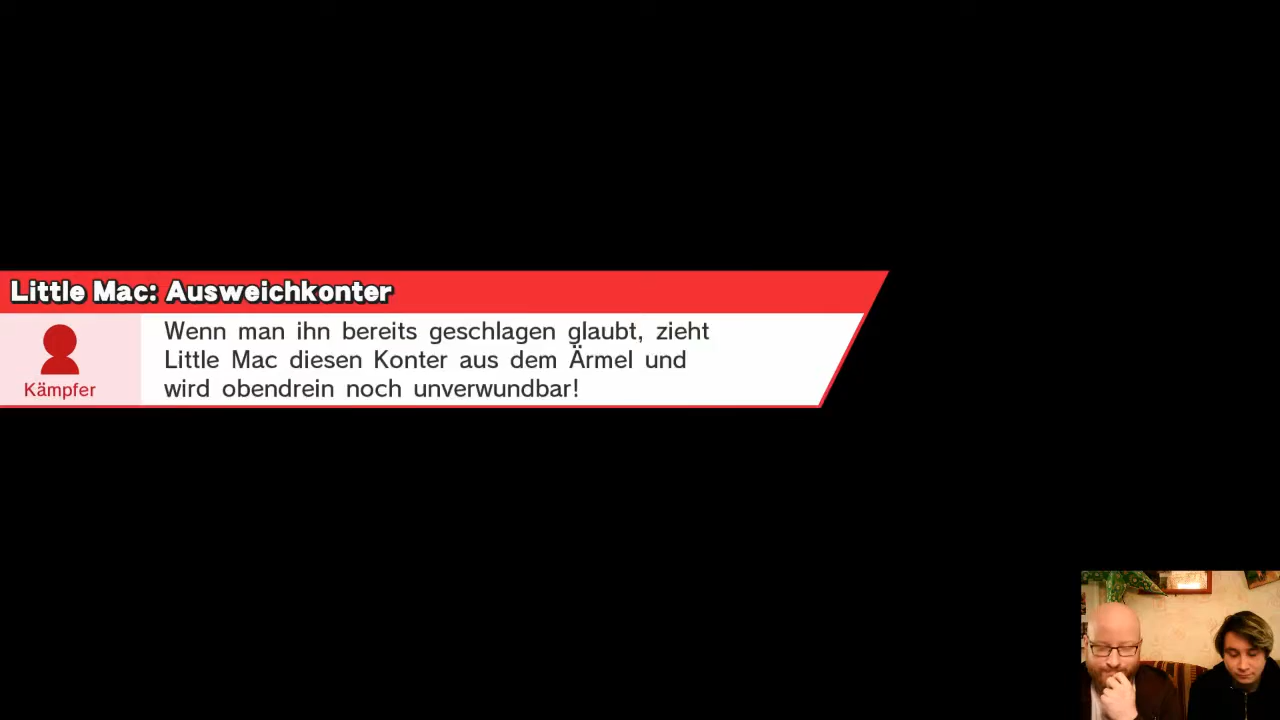 Little Mac: Ausweichkonter
Kämpfer
Wenn man ihn bereits geschlagen glaubt, zieht
Little Mac diesen Konter aus dem Ärmel und
wird obendrein noch unverwundbar!